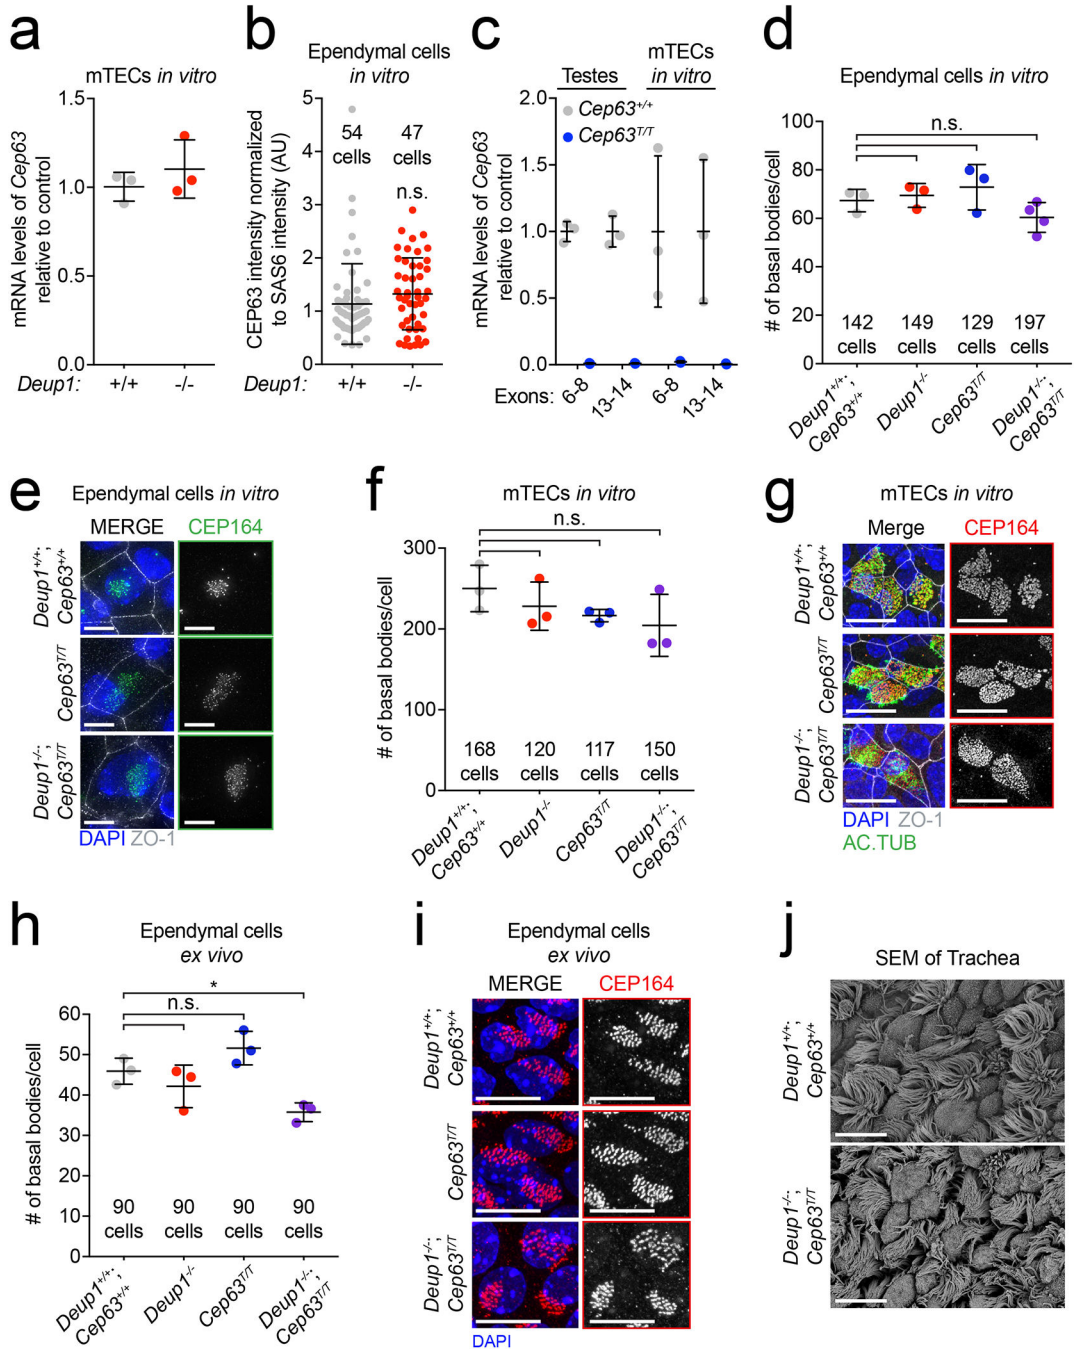 a
mTECs in vitro
mRNA levels of Cep63
relative to control
1.5
1.0
0.5
0.0
Deup1: +/+ -/-
b
Ependymal cells
in vitro
CEP63 intensity normalized
to SAS6 intensity (AU)
5
4
3
2
1
0
54
cells
47
cells
n.s.
Deup1: +/+ -/-
c
Testes
mTECs
in vitro
Cep63+/+
Cep63T/T
mRNA levels of Cep63
relative to control
2.0
1.5
1.0
0.5
0.0
Exons: 6-8 13-14 6-8 13-14
d
Ependymal cells in vitro
n.s.
# of basal bodies/cell
100
80
60
40
20
0
142 149 129 197
cells cells cells cells
Deup1+/+;
Cep63+/+
Deup1-/-
Cep63T/T
Deup1-/-;
Cep63T/T
e
Ependymal cells in vitro
MERGE CEP164
Deup1+/+;
Cep63+/+
Cep63T/T
Deup1-/-;
Cep63T/T
DAPI ZO-1
f
mTECs in vitro
n.s.
# of basal bodies/cell
300
200
100
0
168 120 117 150
cells cells cells cells
Deup1+/+;
Cep63+/+
Deup1-/-
Cep63T/T
Deup1-/-;
Cep63T/T
g
mTECs in vitro
Merge CEP164
Deup1+/+;
Cep63+/+
Cep63T/T
Deup1-/-;
Cep63T/T
DAPI ZO-1
AC.TUB
h
Ependymal cells
ex vivo
*
n.s.
# of basal bodies/cell
60
50
40
30
20
10
0
90 90 90 90
cells cells cells cells
Deup1+/+;
Cep63+/+
Deup1-/-
Cep63T/T
Deup1-/-;
Cep63T/T
i
Ependymal cells
ex vivo
MERGE CEP164
Deup1+/+;
Cep63+/+
Cep63T/T
Deup1-/-;
Cep63T/T
DAPI
j
SEM of Trachea
Deup1+/+;
Cep63+/+
Deup1-/-;
Cep63T/T